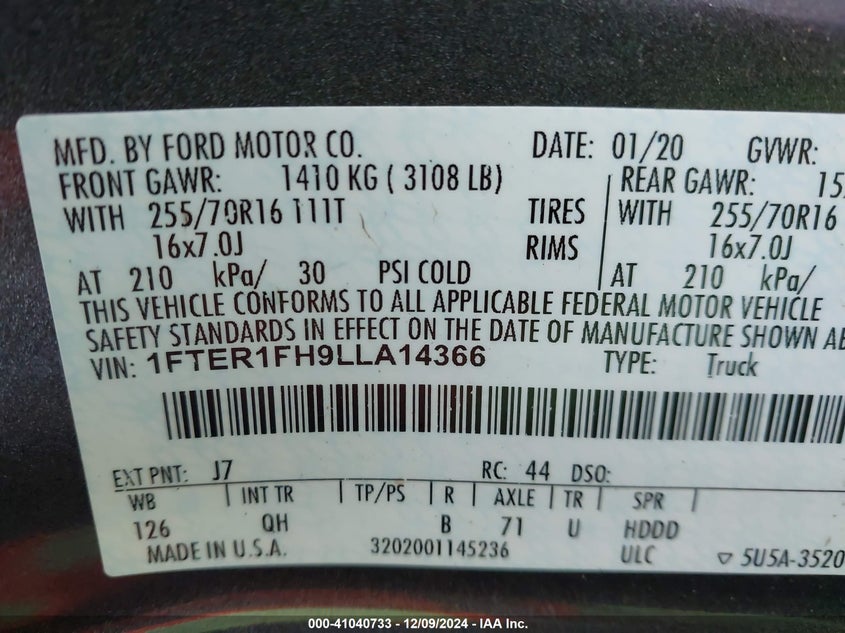 MFD. BY FORD MOTOR CO. DATE: 01/20 GVWR:
FRONT GAWR: 1410 KG ( 3108 LB) REAR GAWR:
WITH 255/70R16 111T TIRES WITH 255/70R16
16x7.0J RIMS 16x7.0J
AT 210 kPa/ 30 PSI COLD AT 210 kPa/
THIS VEHICLE CONFORMS TO ALL APPLICABLE FEDERAL MOTOR VEHICLE
SAFETY STANDARDS IN EFFECT ON THE DATE OF MANUFACTURE SHOWN
VIN: 1FTER1FH9LLA14366 TYPE: Truck
EXT PNT: J7 RC: 44 DSO:
WB INT TR TP/PS R AXLE TR SPR
126 QH B 71 U HDDD
MADE IN U.S.A. 3202001145236 ULC ▽ 5U5A-3520
000-41040733 - 12/09/2024 - IAA Inc.